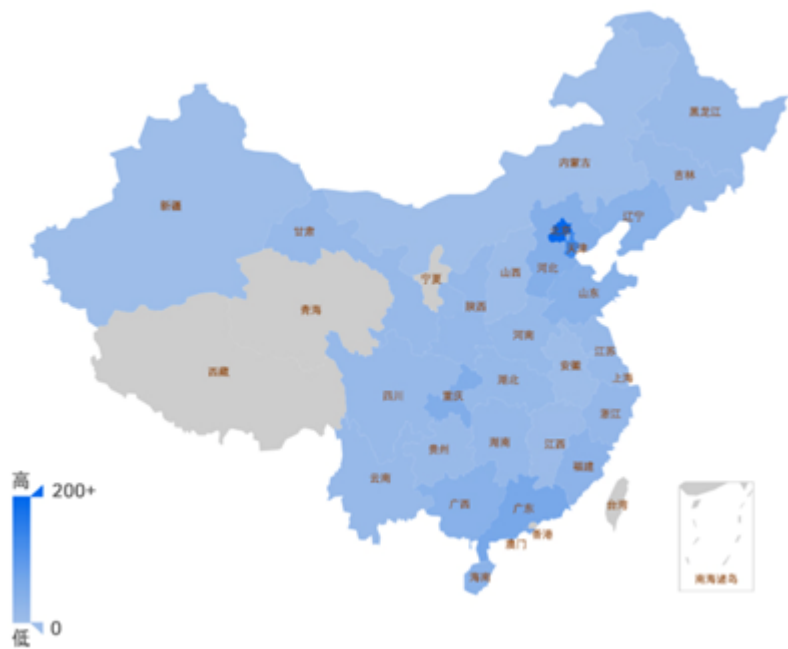 黑龙江
内蒙古
吉林
新疆
辽宁
甘肃
北京
天津
河北
山西
宁夏
山东
青海
陕西
河南
江苏
安徽
西藏
上海
湖北
四川
重庆
浙江
湖南
江西
贵州
福建
云南
高
200+
广西
广东
台湾
香港
澳门
海南
南海诸岛
0
低